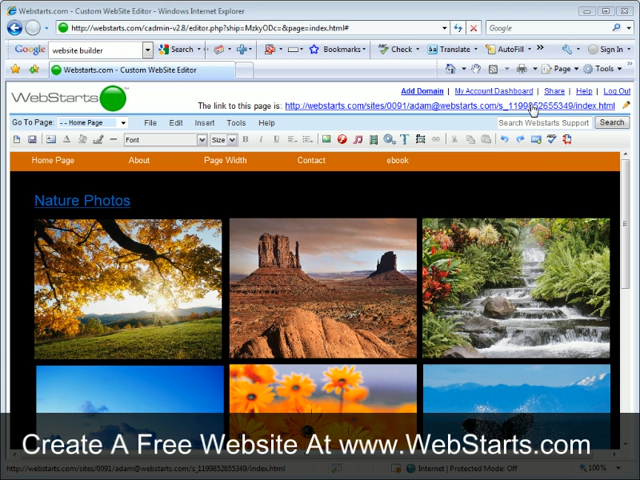 Webstarts.com - Custom WebSite Editor - Windows Internet Explorer
http://webstarts.com/cadmin-v2.8/editor.php?ship=MzkyODc=&page=index.html#
Google
Google website builder Search Bookmarks Check Translate AutoFill Sign In
Webstarts.com - Custom WebSite Editor Page Tools
Add Domain | My Account Dashboard | Share | Help | Log Out
WebStarts
The link to this page is: http://webstarts.com/sites/0091/adam@webstarts.com/s_1199852655349/index.html
Go To Page: -- Home Page File Edit Insert Tools Help Search Webstarts Support Search
Font Size
Home Page About Page Width Contact ebook
Nature Photos
Create A Free Website At www.WebStarts.com
http://webstarts.com/sites/0091/adam@webstarts.com/s_1199852655349/index.html Internet | Protected Mode: Off 100%